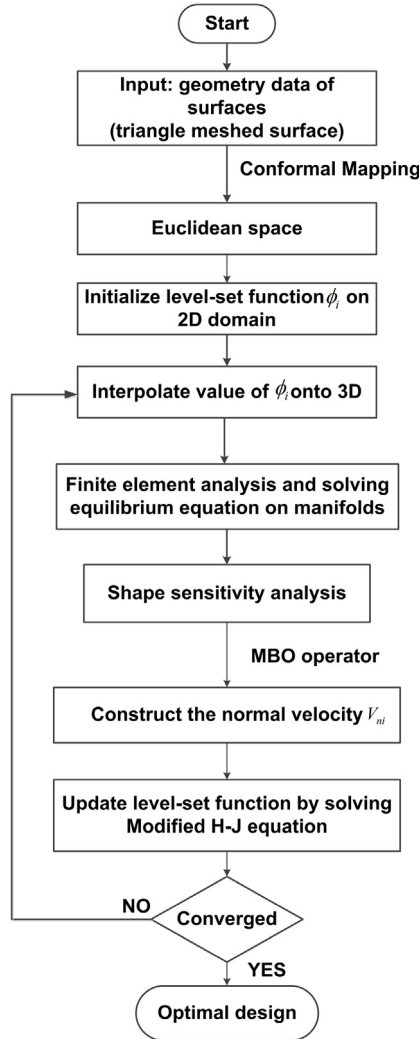 Start
Input: geometry data of
surfaces
(triangle meshed surface)
Conformal Mapping
Euclidean space
Initialize level-set function ϕᵢ on
2D domain
Interpolate value of ϕᵢ onto 3D
Finite element analysis and solving
equilibrium equation on manifolds
Shape sensitivity analysis
MBO operator
Construct the normal velocity Vₙᵢ
Update level-set function by solving
Modified H-J equation
NO
Converged
YES
Optimal design